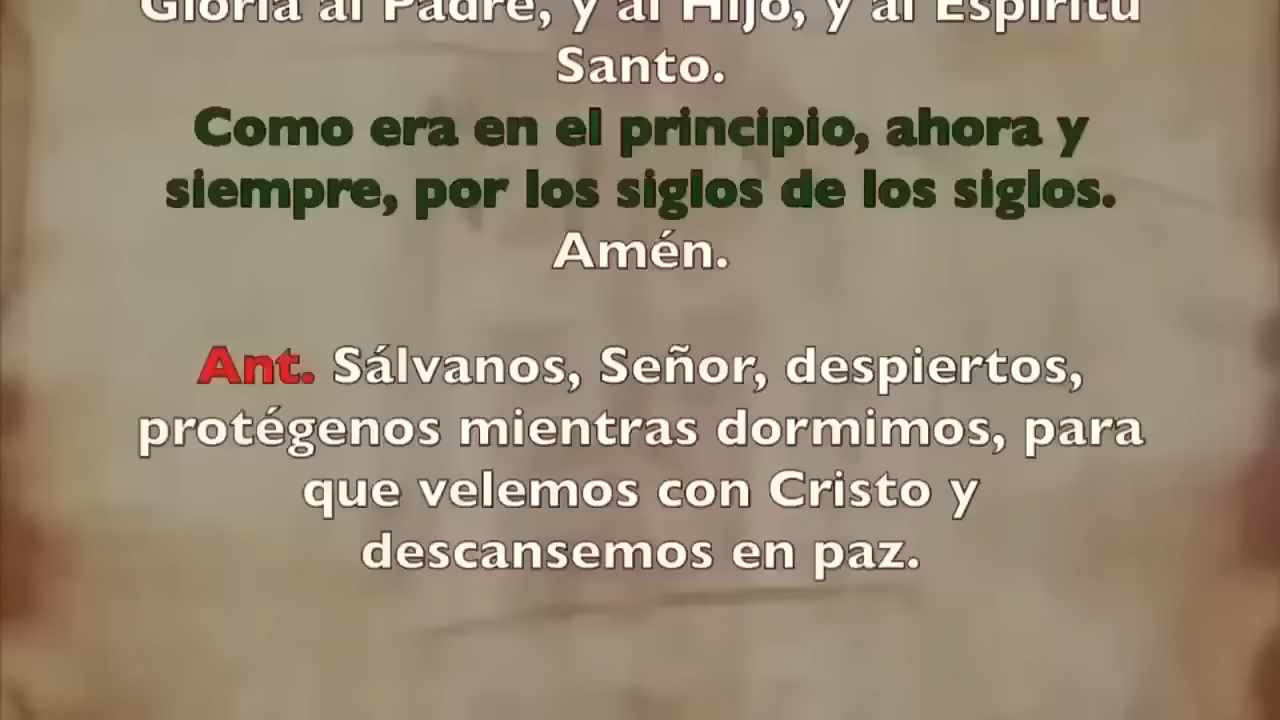 Gloria al Padre, y al Hijo, y al Espíritu
Santo.
Como era en el principio, ahora y
siempre, por los siglos de los siglos.
Amén.
Ant. Sálvanos, Señor, despiertos,
protégenos mientras dormimos, para
que velemos con Cristo y
descansemos en paz.